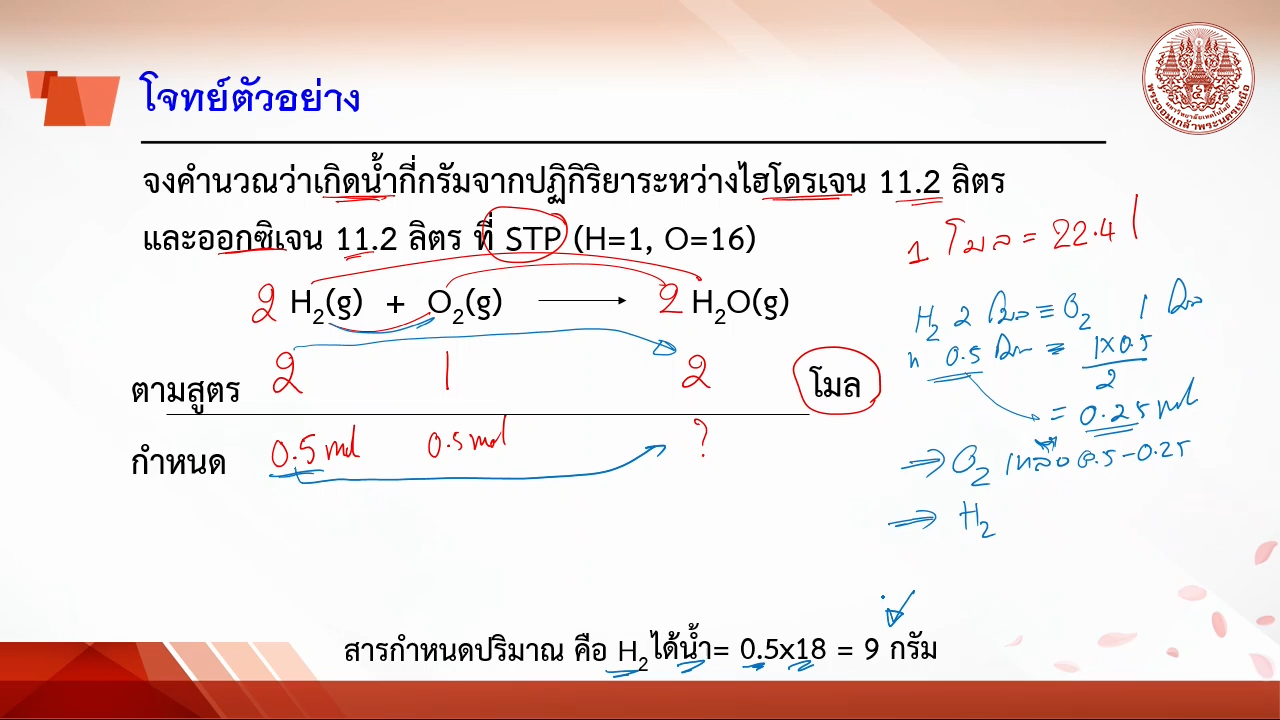 โจทย์ตัวอย่าง
จงคำนวณว่าเกิดน้ำกี่กรัมจากปฏิกิริยาระหว่างไฮโดรเจน 11.2 ลิตร
และออกซิเจน 11.2 ลิตร ที่ STP (H=1, O=16)
1 โมล = 22.4 l
2 H₂(g) + O₂(g) ⟶ 2 H₂O(g)
H₂ 2 โมล ≡ O₂ 1 โมล
" 0.5 โมล ≡ 1×0.5
2
= 0.25 mol
ตามสูตร 2 1 2 โมล
กำหนด 0.5 mol 0.5 mol ?
⇒ O₂ เหลือ 0.5-0.25
⇒ H₂
สารกำหนดปริมาณ คือ H₂ได้น้ำ= 0.5x18 = 9 กรัม